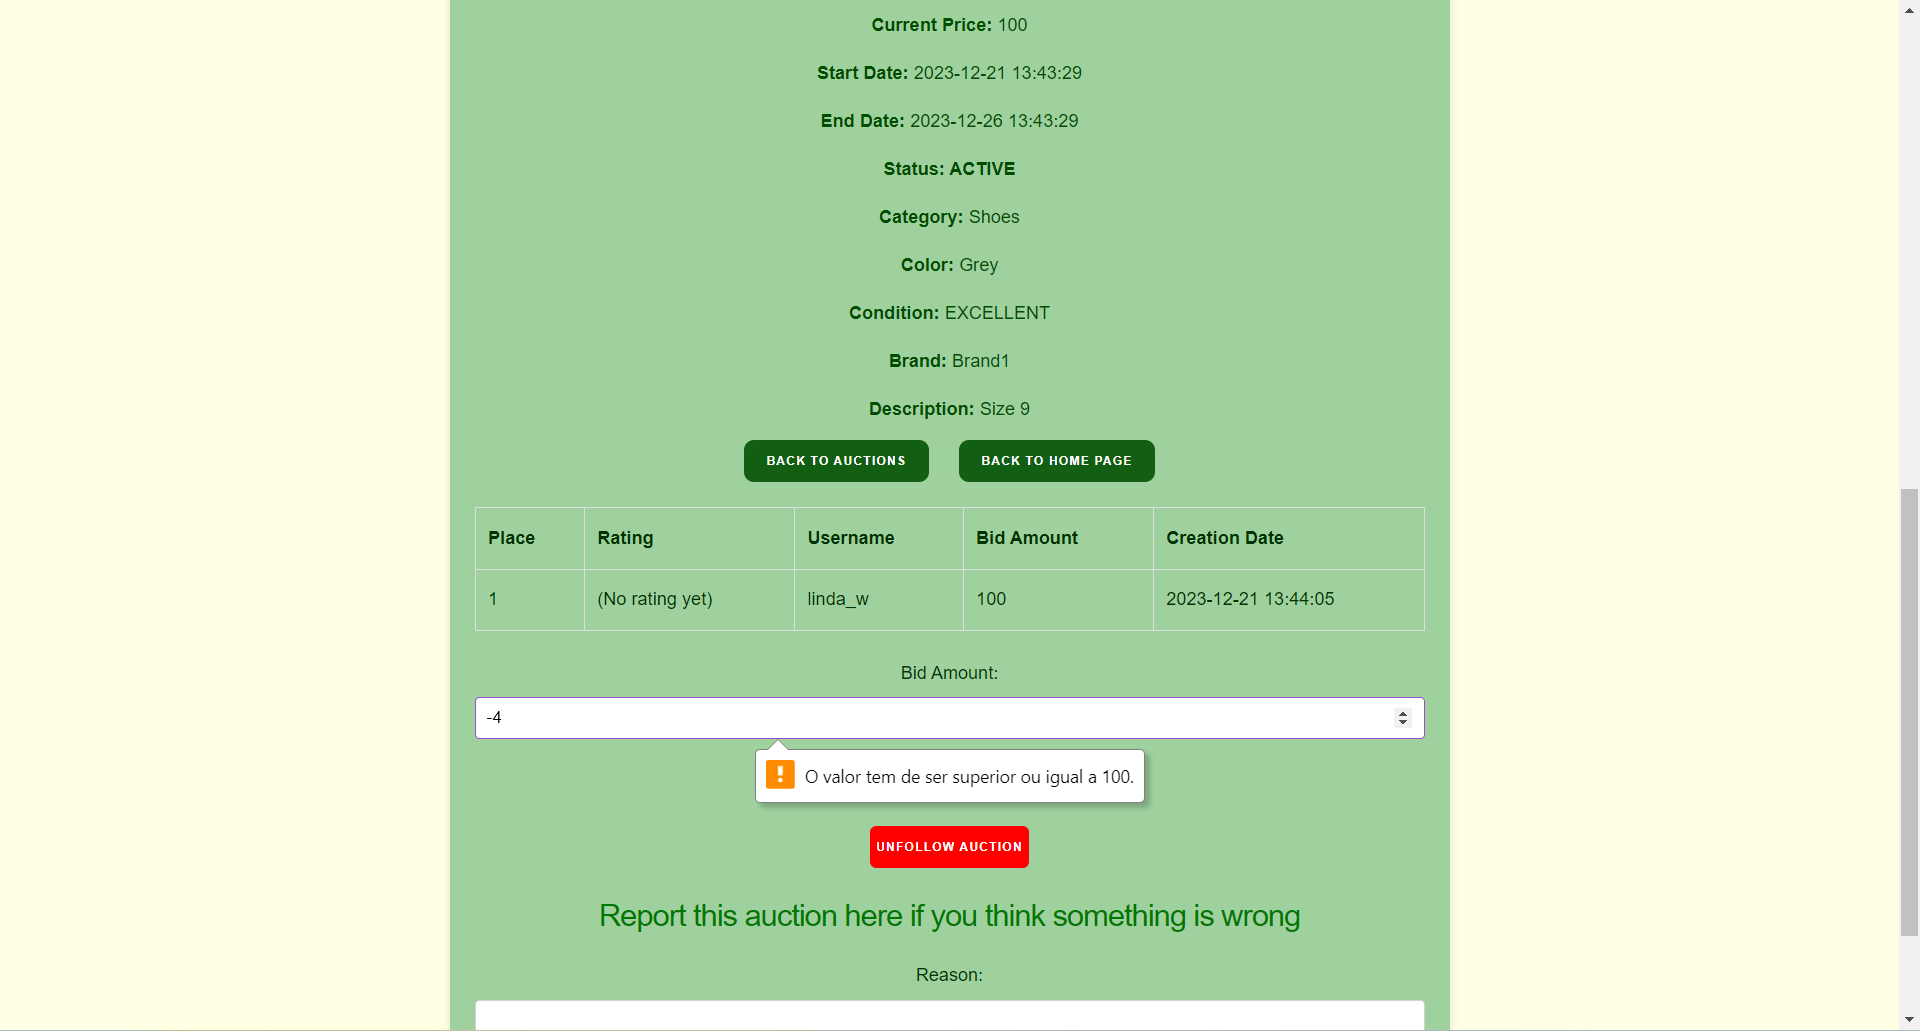 Current Price: 100
Start Date: 2023-12-21 13:43:29
End Date: 2023-12-26 13:43:29
Status: ACTIVE
Category: Shoes
Color: Grey
Condition: EXCELLENT
Brand: Brand1
Description: Size 9
BACK TO AUCTIONS BACK TO HOME PAGE
Place Rating Username Bid Amount Creation Date
1 (No rating yet) linda_w 100 2023-12-21 13:44:05
Bid Amount:
-4
O valor tem de ser superior ou igual a 100.
UNFOLLOW AUCTION
Report this auction here if you think something is wrong
Reason: